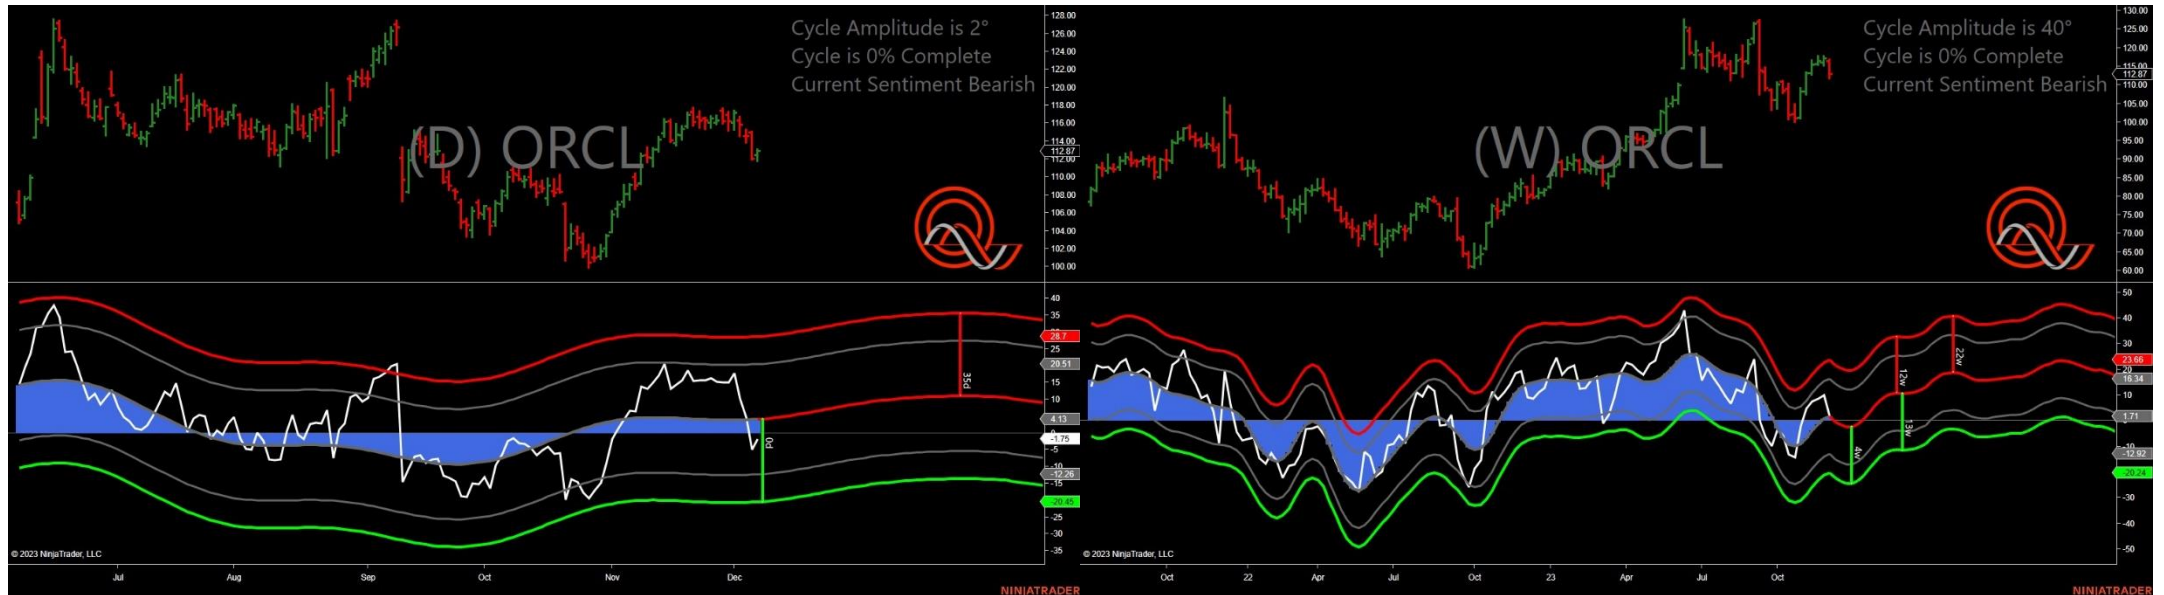 Cycle Amplitude is 2°
Cycle is 0% Complete
Current Sentiment Bearish
(D) ORCL
128.00
126.00
124.00
122.00
120.00
118.00
116.00
114.00
112.87
112.00
110.00
108.00
106.00
104.00
102.00
100.00
40
35
28.7
25
20.51
15
10
4.13
-1.75
-5
-12.26
-15
-20.45
-25
-30
-35
35d
0d
© 2023 NinjaTrader, LLC
Jul
Aug
Sep
Oct
Nov
Dec
NINJATRADER
Cycle Amplitude is 40°
Cycle is 0% Complete
Current Sentiment Bearish
(W) ORCL
130.00
125.00
120.00
115.00
112.87
105.00
100.00
95.00
90.00
85.00
80.00
75.00
70.00
65.00
60.00
50
40
30
23.66
20
16.34
10
1.71
-10
-12.92
-20.24
-30
-40
-50
4w
12w
13w
22w
© 2023 NinjaTrader, LLC
Oct
22
Apr
Jul
Oct
23
Apr
Jul
Oct
NINJATRADER